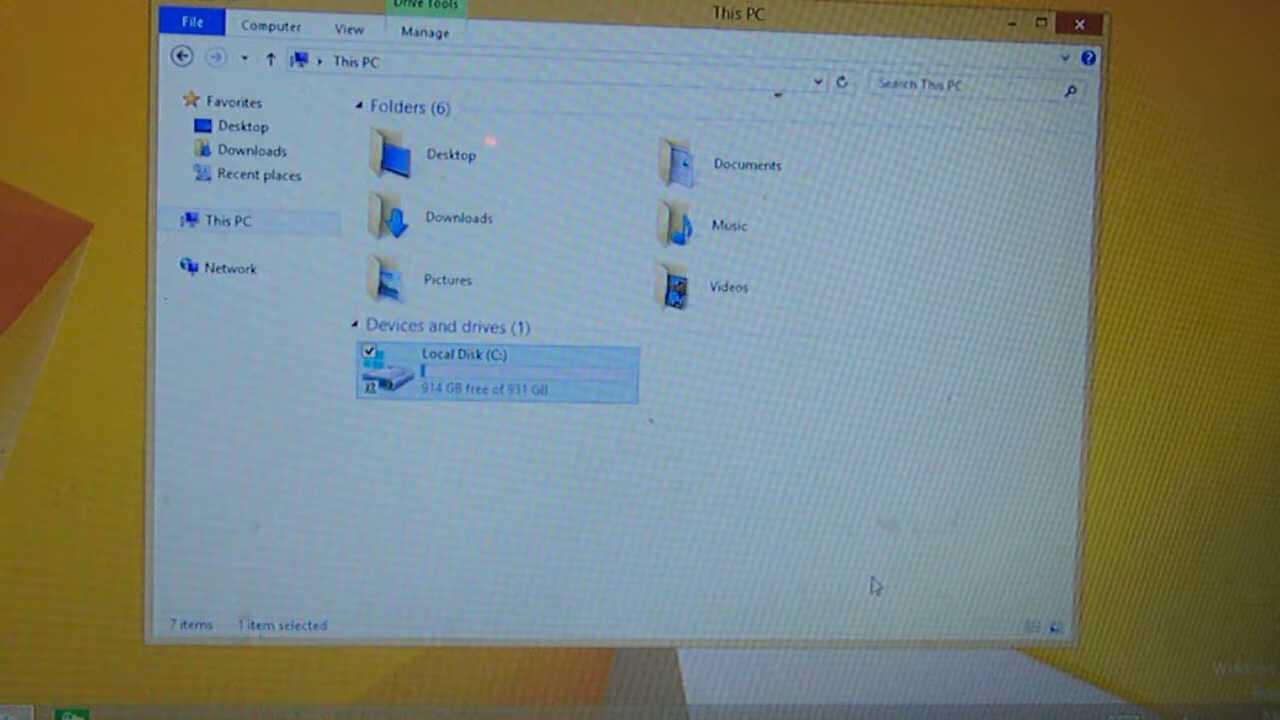 Drive Tools
This PC
File
Computer
View
Manage
This PC
Search This PC
Favorites
Desktop
Downloads
Recent places
This PC
Network
Folders (6)
Desktop
Documents
Downloads
Music
Pictures
Videos
Devices and drives (1)
Local Disk (C:)
914 GB free of 931 GB
7 items
1 item selected